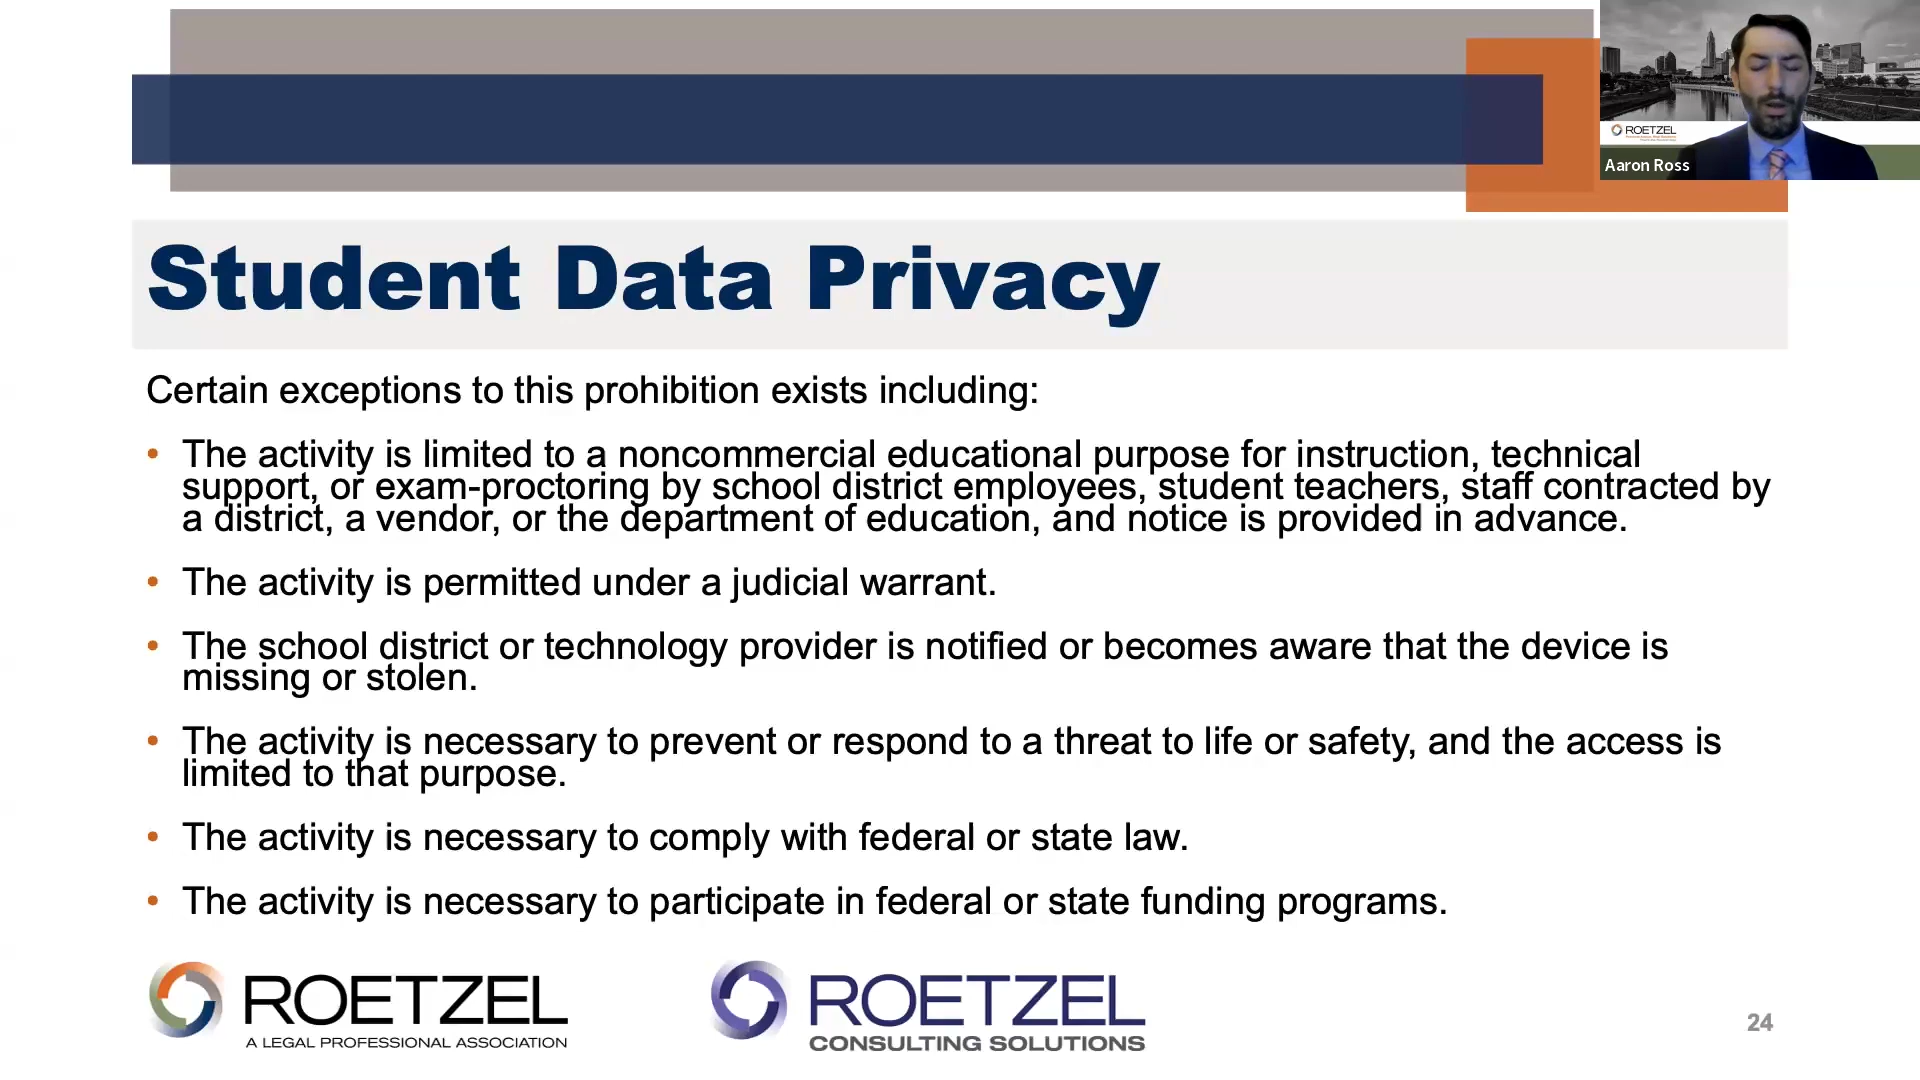 ROETZEL
Aaron Ross
Student Data Privacy
Certain exceptions to this prohibition exists including:
• The activity is limited to a noncommercial educational purpose for instruction, technical
support, or exam-proctoring by school district employees, student teachers, staff contracted by
a district, a vendor, or the department of education, and notice is provided in advance.
• The activity is permitted under a judicial warrant.
• The school district or technology provider is notified or becomes aware that the device is
missing or stolen.
• The activity is necessary to prevent or respond to a threat to life or safety, and the access is
limited to that purpose.
• The activity is necessary to comply with federal or state law.
• The activity is necessary to participate in federal or state funding programs.
ROETZEL
A LEGAL PROFESSIONAL ASSOCIATION
ROETZEL
CONSULTING SOLUTIONS
24